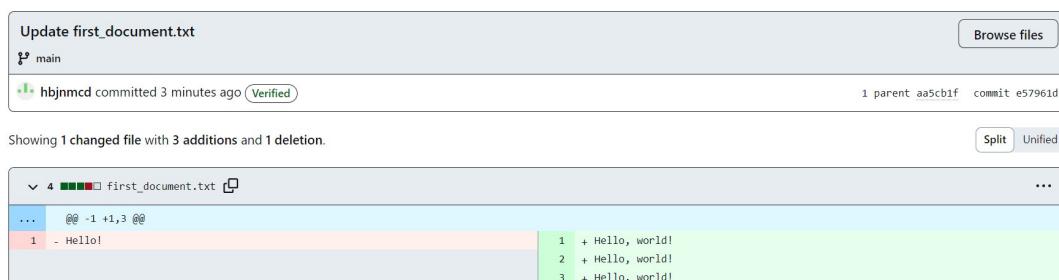 Update first_document.txt
Browse files
main
hbjnmcd committed 3 minutes ago Verified
1 parent aa5cb1f commit e57961d
Showing 1 changed file with 3 additions and 1 deletion.
Split Unified
4 first_document.txt
...
... @@ -1 +1,3 @@
1 - Hello!
1 + Hello, world!
2 + Hello, world!
3 + Hello, world!